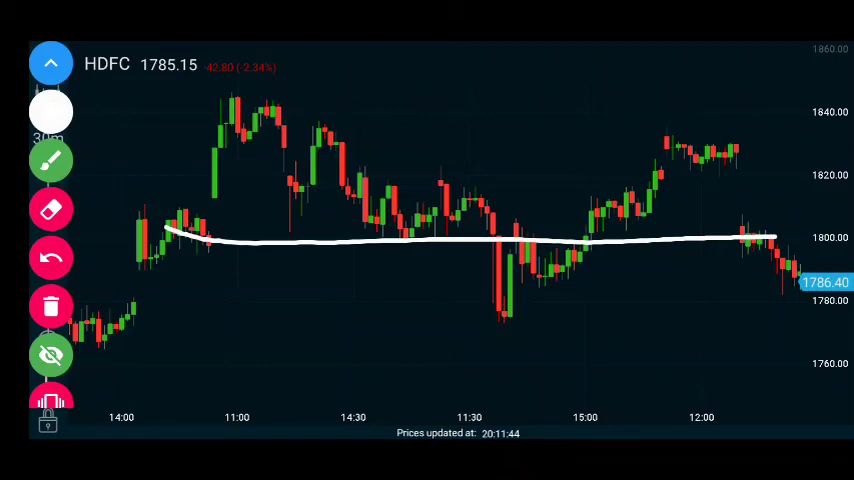 HDFC 1785.15 -42.80 (-2.34%)
30m
1860.00
1840.00
1820.00
1800.00
1786.40
1780.00
1760.00
14:00 11:00 14:30 11:30 15:00 12:00
Prices updated at: 20:11:44